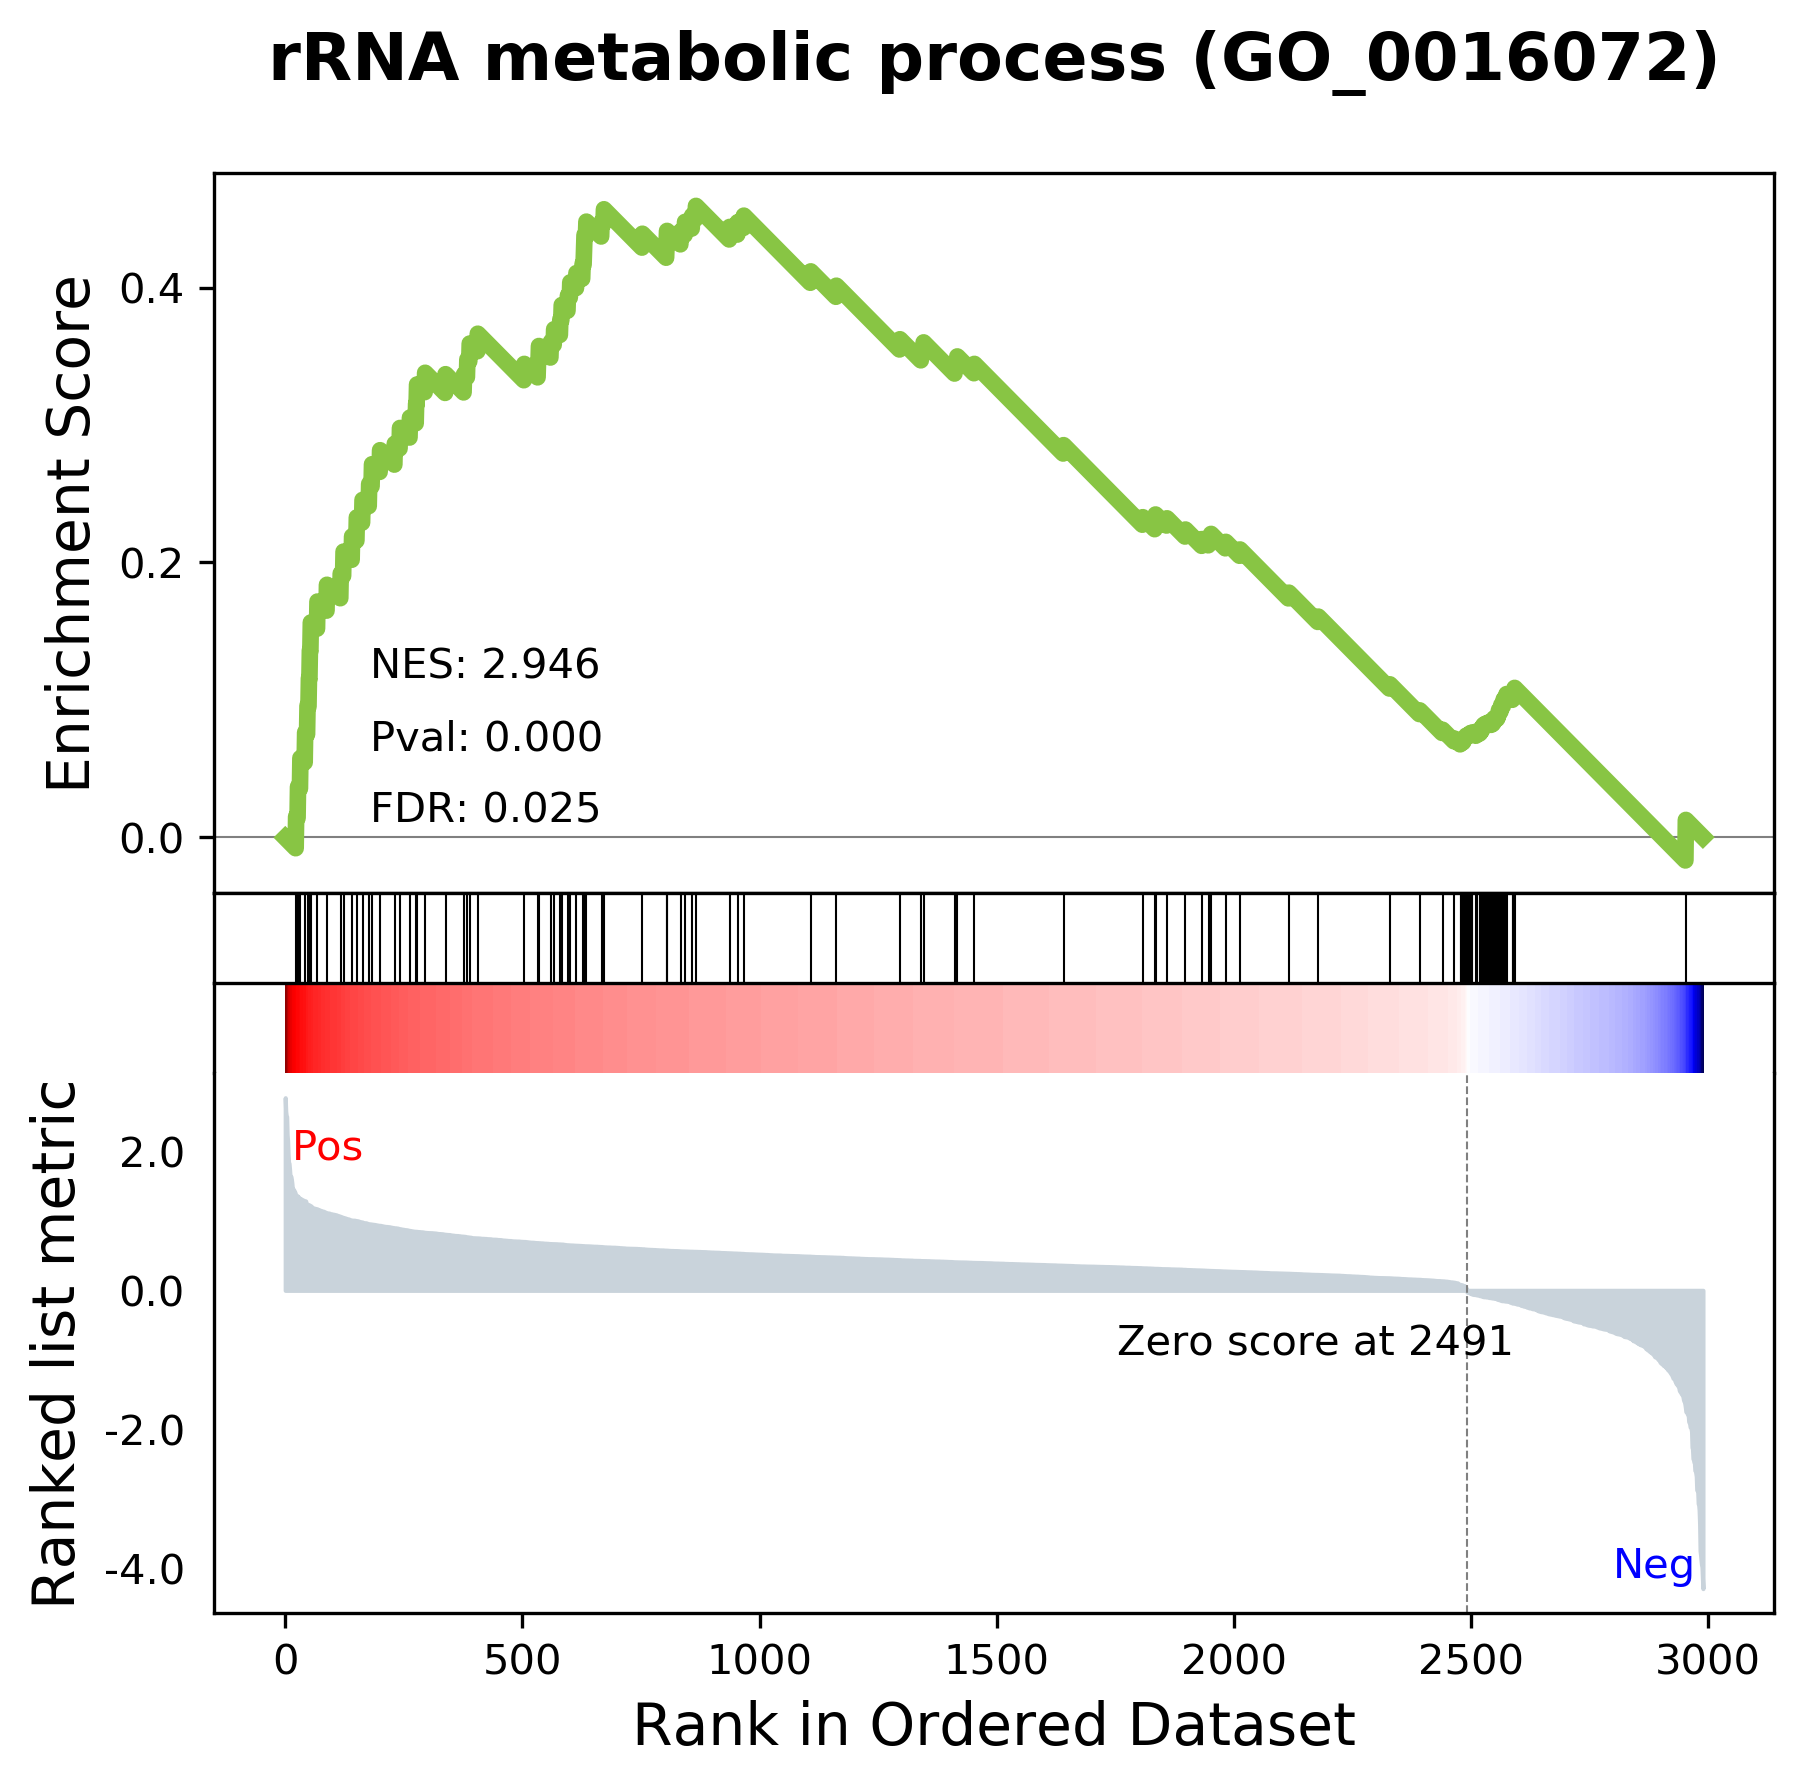 rRNA metabolic process (GO_0016072)
Enrichment Score
0.4
0.2
0.0
NES: 2.946
Pval: 0.000
FDR: 0.025
Ranked list metric
2.0
0.0
-2.0
-4.0
Pos
Zero score at 2491
Neg
0 500 1000 1500 2000 2500 3000
Rank in Ordered Dataset